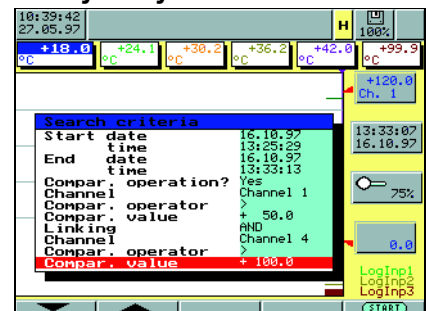 10:39:42
27.05.97
H
100%
+18.0 °C
+24.1 °C
+30.2 °C
+36.2 °C
+42.0 °C
+99.9 °C
+120.0
Ch. 1
Search criteria
Start date 16.10.97
time 13:25:29
End date 16.10.97
time 13:33:13
Compar. operation? Yes
Channel Channel 1
Compar. operator >
Compar. value + 50.0
Linking AND
Channel Channel 4
Compar. operator >
Compar. value + 100.0
13:33:07
16.10.97
75%
0.0
LogInp1
LogInp2
LogInp3
(START)